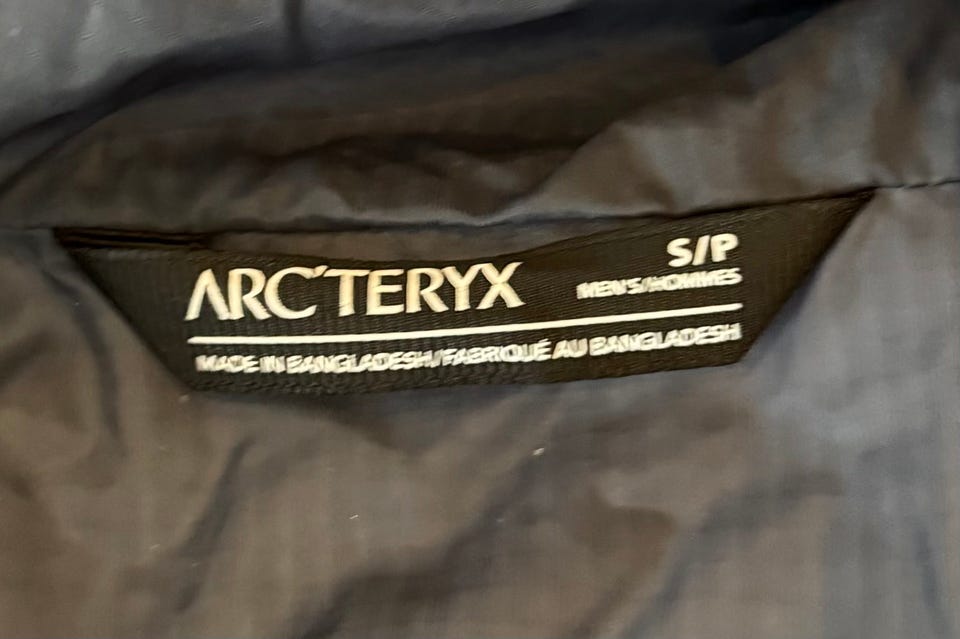 ARC'TERYX
S/P
MEN'S/HOMMES
MADE IN BANGLADESH/FABRIQUÉ AU BANGLADESH